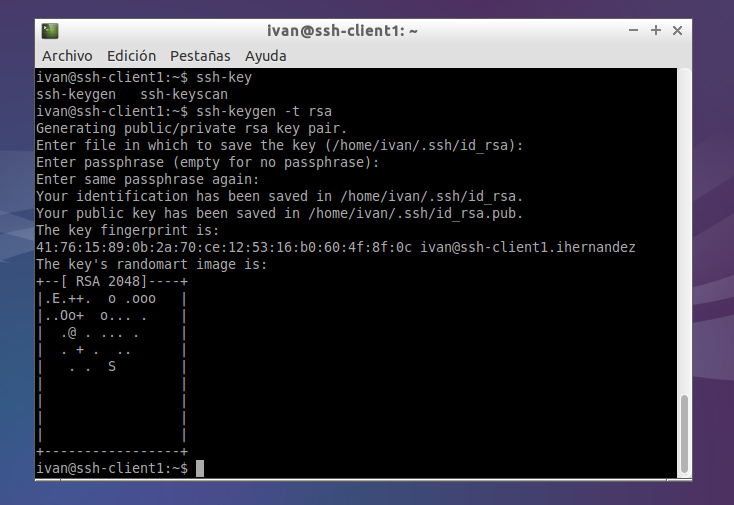 ivan@ssh-client1: ~
Archivo Edición Pestañas Ayuda
ivan@ssh-client1:~$ ssh-key
ssh-keygen   ssh-keyscan
ivan@ssh-client1:~$ ssh-keygen -t rsa
Generating public/private rsa key pair.
Enter file in which to save the key (/home/ivan/.ssh/id_rsa):
Enter passphrase (empty for no passphrase):
Enter same passphrase again:
Your identification has been saved in /home/ivan/.ssh/id_rsa.
Your public key has been saved in /home/ivan/.ssh/id_rsa.pub.
The key fingerprint is:
41:76:15:89:0b:2a:70:ce:12:53:16:b0:60:4f:8f:0c ivan@ssh-client1.ihernandez
The key's randomart image is:
+--[ RSA 2048]----+
|.E.++.  o .ooo   |
|..Oo+  o... .    |
|  .@ . ... .     |
|  . + .  ..      |
|   . .  S        |
|                 |
|                 |
|                 |
|                 |
+-----------------+
ivan@ssh-client1:~$